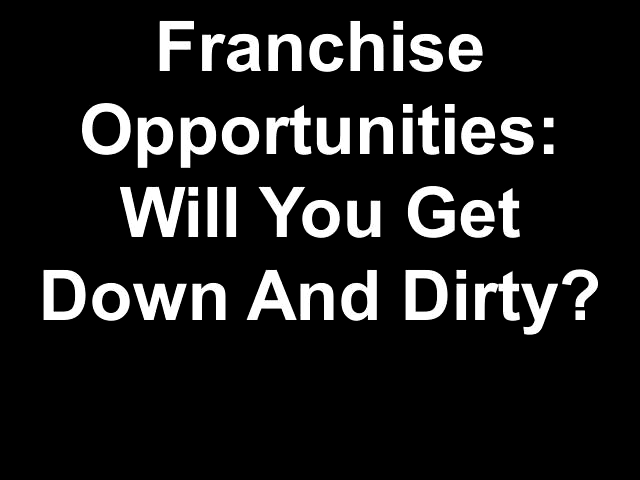 Franchise
Opportunities:
Will You Get
Down And Dirty?